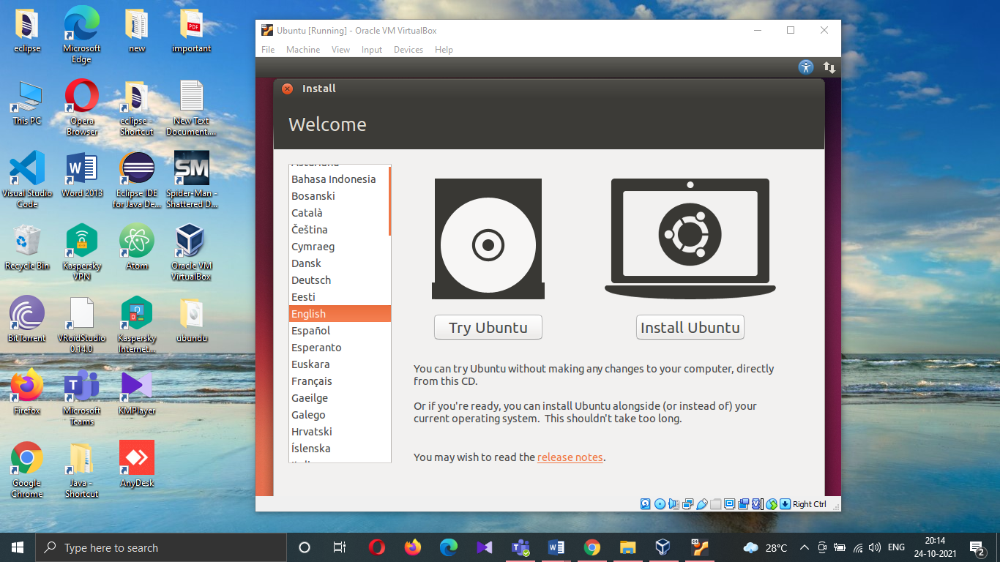 eclipse
Microsoft
Edge
new
important
This PC
Opera
Browser
eclipse -
Shortcut
New Text
Document....
Visual Studio
Code
Word 2013
Eclipse IDE
for Java De...
Spider-Man -
Shattered D...
Recycle Bin
Kaspersky
VPN
Atom
Oracle VM
VirtualBox
BitTorrent
VRoidStudio
0.14.0
Kaspersky
Internet...
ubundu
Firefox
Microsoft
Teams
KMPlayer
Google
Chrome
Java -
Shortcut
AnyDesk
Ubuntu [Running] - Oracle VM VirtualBox
File Machine View Input Devices Help
Install
Welcome
Bahasa Indonesia
Bosanski
Català
Čeština
Cymraeg
Dansk
Deutsch
Eesti
English
Español
Esperanto
Euskara
Français
Gaeilge
Galego
Hrvatski
Íslenska
Try Ubuntu
Install Ubuntu
You can try Ubuntu without making any changes to your computer, directly
from this CD.
Or if you're ready, you can install Ubuntu alongside (or instead of) your
current operating system. This shouldn't take too long.
You may wish to read the release notes.
Right Ctrl
Type here to search
28°C
ENG
20:14
24-10-2021
2